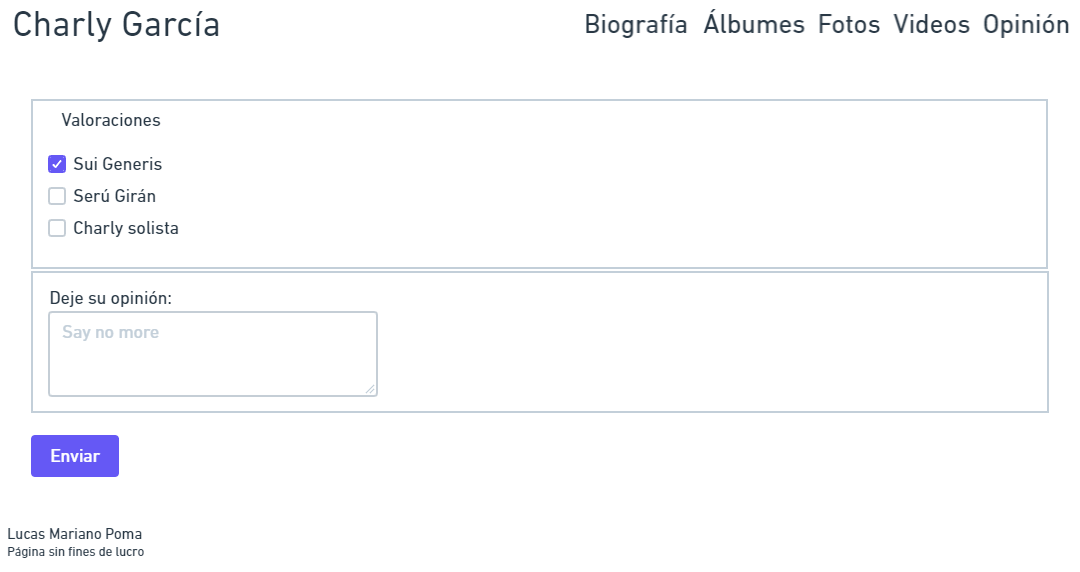 Charly García
Biografía Álbumes Fotos Videos Opinión
Valoraciones
Sui Generis
Serú Girán
Charly solista
Deje su opinión:
Say no more
Enviar
Lucas Mariano Poma
Página sin fines de lucro